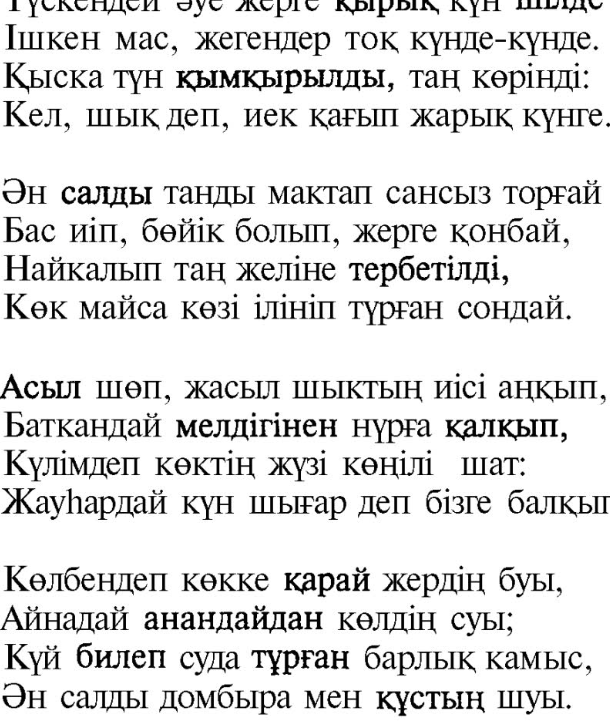 Түскендей әуе жерге қырық күн шілде
Ішкен мас, жегендер тоқ күнде-күнде.
Қыска түн қымқырылды, таң көрінді:
Кел, шық деп, иек қағып жарық күнге.

Ән салды танды мактап сансыз торғай
Бас иіп, бөйік болып, жерге қонбай,
Найкалып таң желіне тербетілді,
Көк майса көзі ілініп түрған сондай.

Асыл шөп, жасыл шыктың иісі аңқып,
Баткандай мелдігінен нүрға қалқып,
Күлімдеп көктің жүзі көңілі шат:
Жауһардай күн шығар деп бізге балқып

Көлбендеп көкке қарай жердің буы,
Айнадай анандайдан көлдің суы;
Күй билеп суда тұрған барлық камыс,
Ән салды домбыра мен құстың шуы.